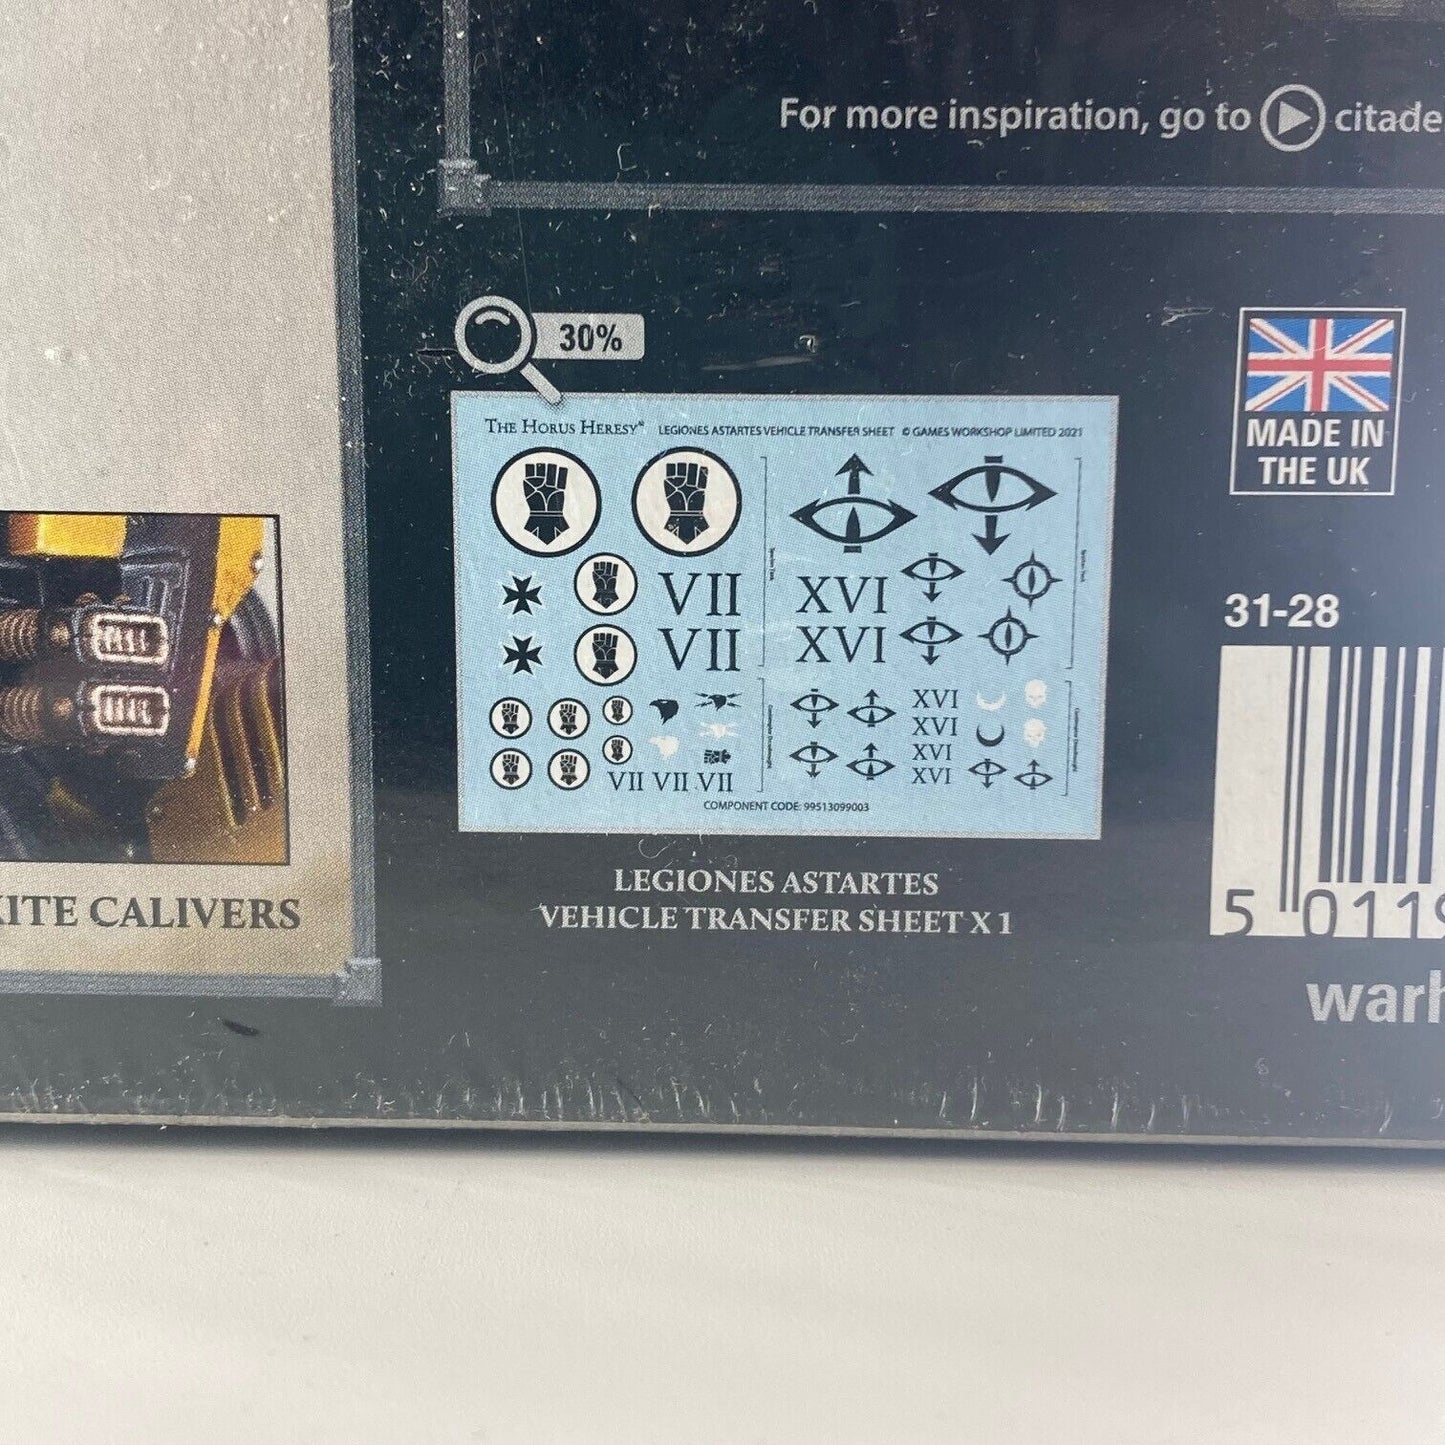 For more inspiration, go to citade
30%
THE HORUS HERESY® LEGIONES ASTARTES VEHICLE TRANSFER SHEET © GAMES WORKSHOP LIMITED 2021
VII
VII
XVI
XVI
VII VII VII
XVI
XVI
XVI
XVI
COMPONENT CODE: 99513099003
LEGIONES ASTARTES
VEHICLE TRANSFER SHEET X 1
MADE IN
THE UK
31-28
5 0119
warh
ITE CALIVERS